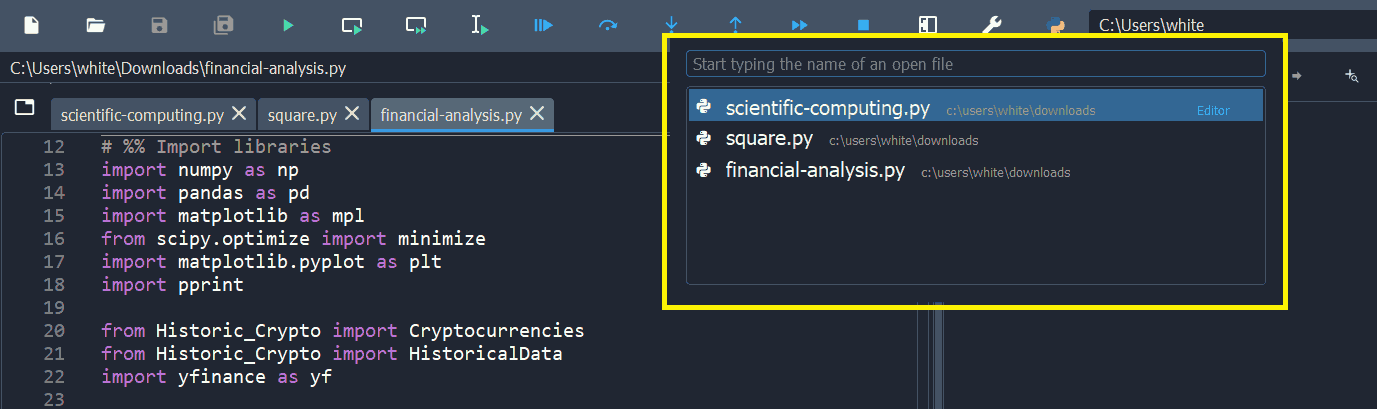 C:\Users\white
C:\Users\white\Downloads\financial-analysis.py
scientific-computing.py
square.py
financial-analysis.py
12 # %% Import libraries
13 import numpy as np
14 import pandas as pd
15 import matplotlib as mpl
16 from scipy.optimize import minimize
17 import matplotlib.pyplot as plt
18 import pprint
19
20 from Historic_Crypto import Cryptocurrencies
21 from Historic_Crypto import HistoricalData
22 import yfinance as yf
23
Start typing the name of an open file
scientific-computing.py c:\users\white\downloads Editor
square.py c:\users\white\downloads
financial-analysis.py c:\users\white\downloads